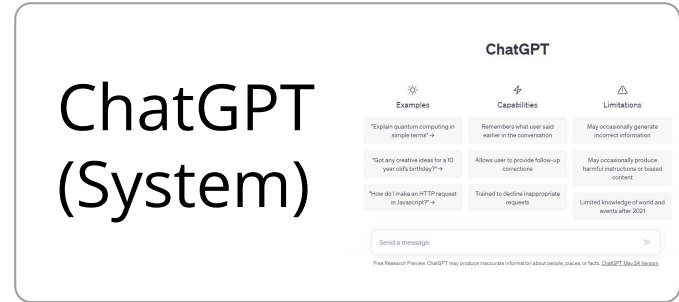 ChatGPT
(System)
ChatGPT
Examples
"Explain quantum computing in
simple terms" →
"Got any creative ideas for a 10
year old's birthday?" →
"How do I make an HTTP request
in Javascript?" →
Capabilities
Remembers what user said
earlier in the conversation
Allows user to provide follow-up
corrections
Trained to decline inappropriate
requests
Limitations
May occasionally generate
incorrect information
May occasionally produce
harmful instructions or biased
content
Limited knowledge of world and
events after 2021
Send a message
Free Research Preview. ChatGPT may produce inaccurate information about people, places, or facts. ChatGPT May 24 Version